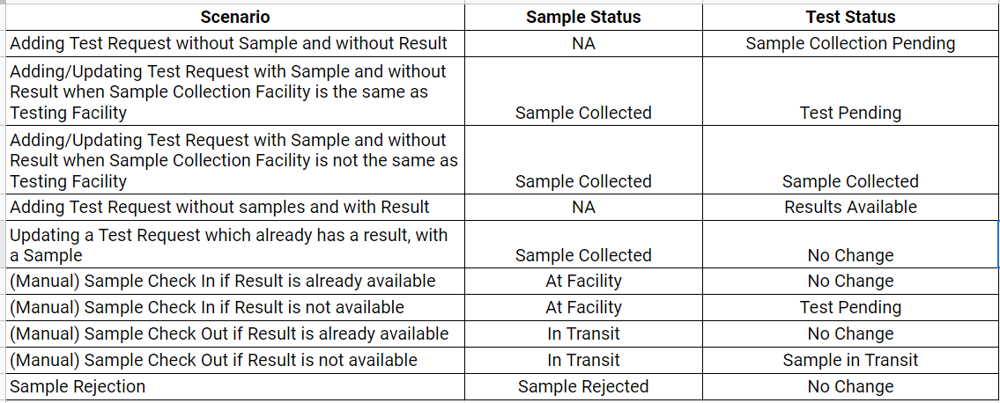 Scenario Sample Status Test Status
Adding Test Request without Sample and without Result NA Sample Collection Pending
Adding/Updating Test Request with Sample and without
Result when Sample Collection Facility is the same as
Testing Facility Sample Collected Test Pending
Adding/Updating Test Request with Sample and without
Result when Sample Collection Facility is not the same as
Testing Facility Sample Collected Sample Collected
Adding Test Request without samples and with Result NA Results Available
Updating a Test Request which already has a result, with
a Sample Sample Collected No Change
(Manual) Sample Check In if Result is already available At Facility No Change
(Manual) Sample Check In if Result is not available At Facility Test Pending
(Manual) Sample Check Out if Result is already available In Transit No Change
(Manual) Sample Check Out if Result is not available In Transit Sample in Transit
Sample Rejection Sample Rejected No Change